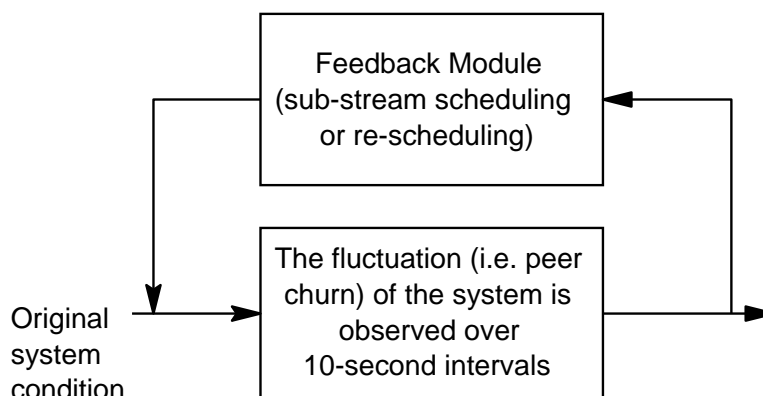 Feedback Module
(sub-stream scheduling
or re-scheduling)
The fluctuation (i.e. peer
churn) of the system is
observed over
10-second intervals
Original
system
condition